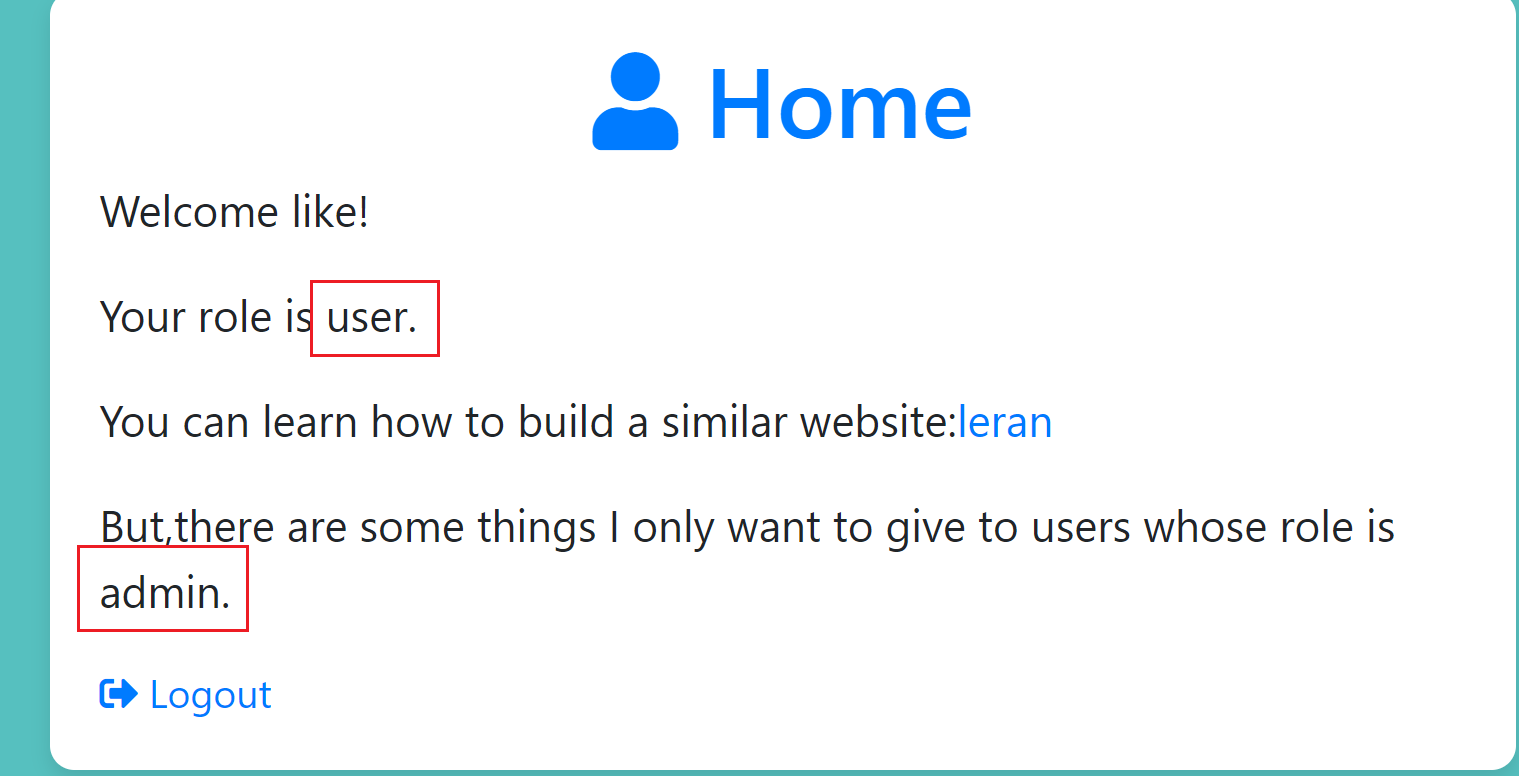 Home
Welcome like!
Your role is user.
You can learn how to build a similar website:leran
But,there are some things I only want to give to users whose role is
admin.
Logout